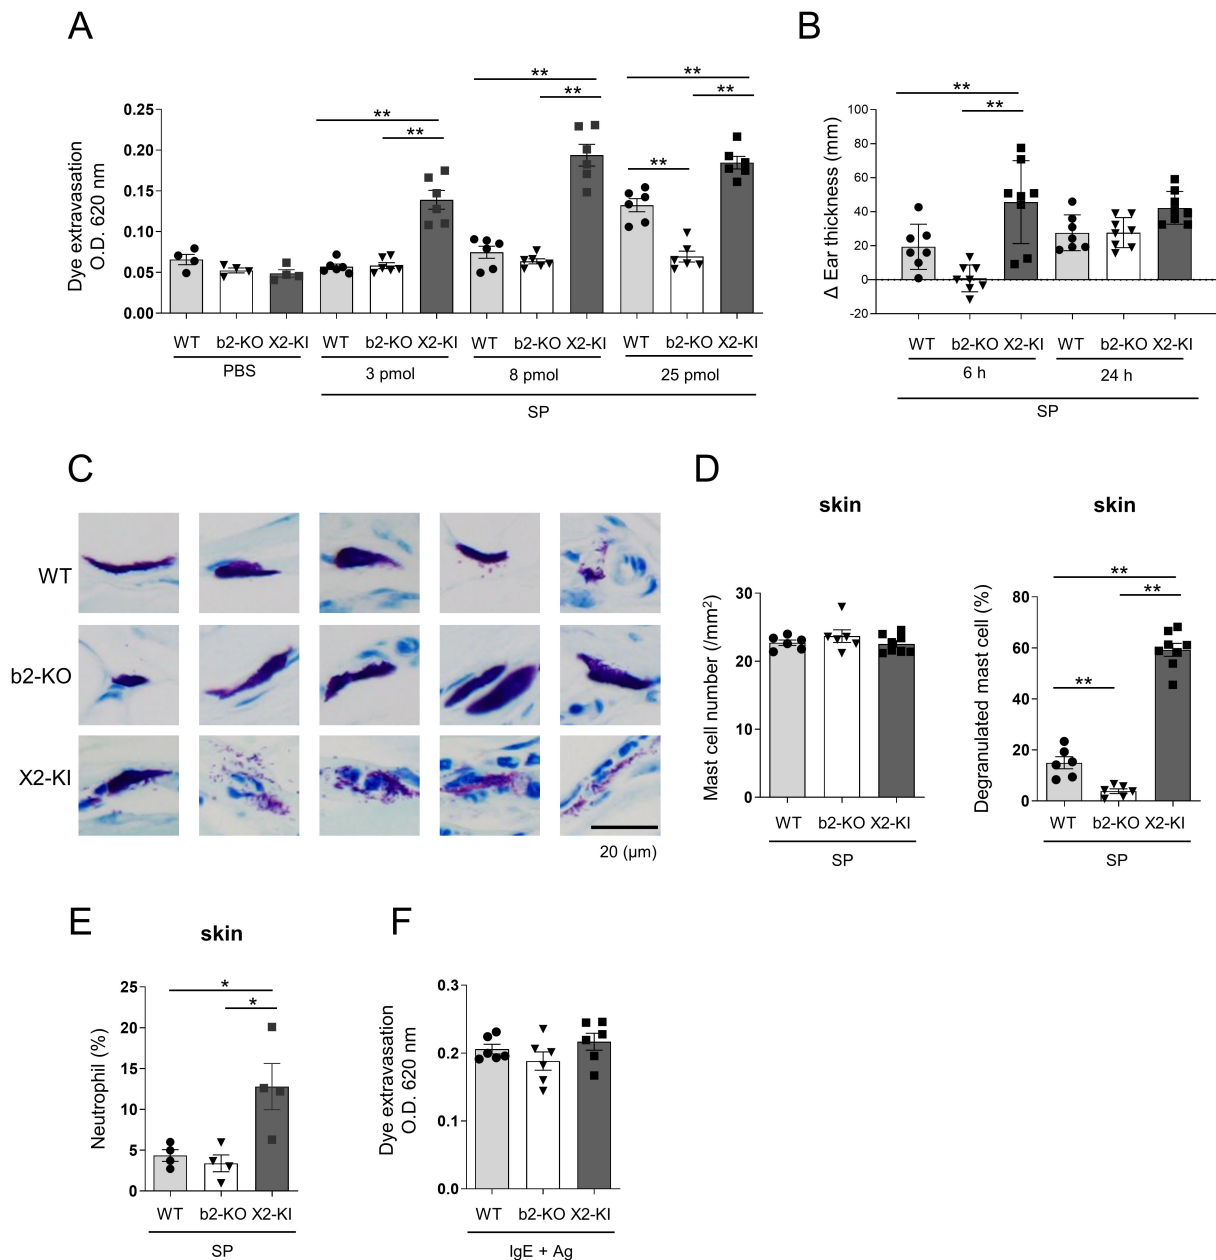 A
Dye extravasation
O.D. 620 nm
0.25
0.20
0.15
0.10
0.05
0.00
**
**
**
**
**
**
**
WT b2-KO X2-KI WT b2-KO X2-KI WT b2-KO X2-KI WT b2-KO X2-KI
PBS 3 pmol 8 pmol 25 pmol
SP
B
Δ Ear thickness (mm)
100
80
60
40
20
0
-20
**
**
WT b2-KO X2-KI WT b2-KO X2-KI
6 h 24 h
SP
C
WT
b2-KO
X2-KI
20 (μm)
D
skin
Mast cell number (/mm²)
30
20
10
0
WT b2-KO X2-KI
SP
skin
Degranulated mast cell (%)
80
60
40
20
0
**
**
**
WT b2-KO X2-KI
SP
E
skin
Neutrophil (%)
25
20
15
10
5
0
*
*
WT b2-KO X2-KI
SP
F
Dye extravasation
O.D. 620 nm
0.3
0.2
0.1
0.0
WT b2-KO X2-KI
IgE + Ag